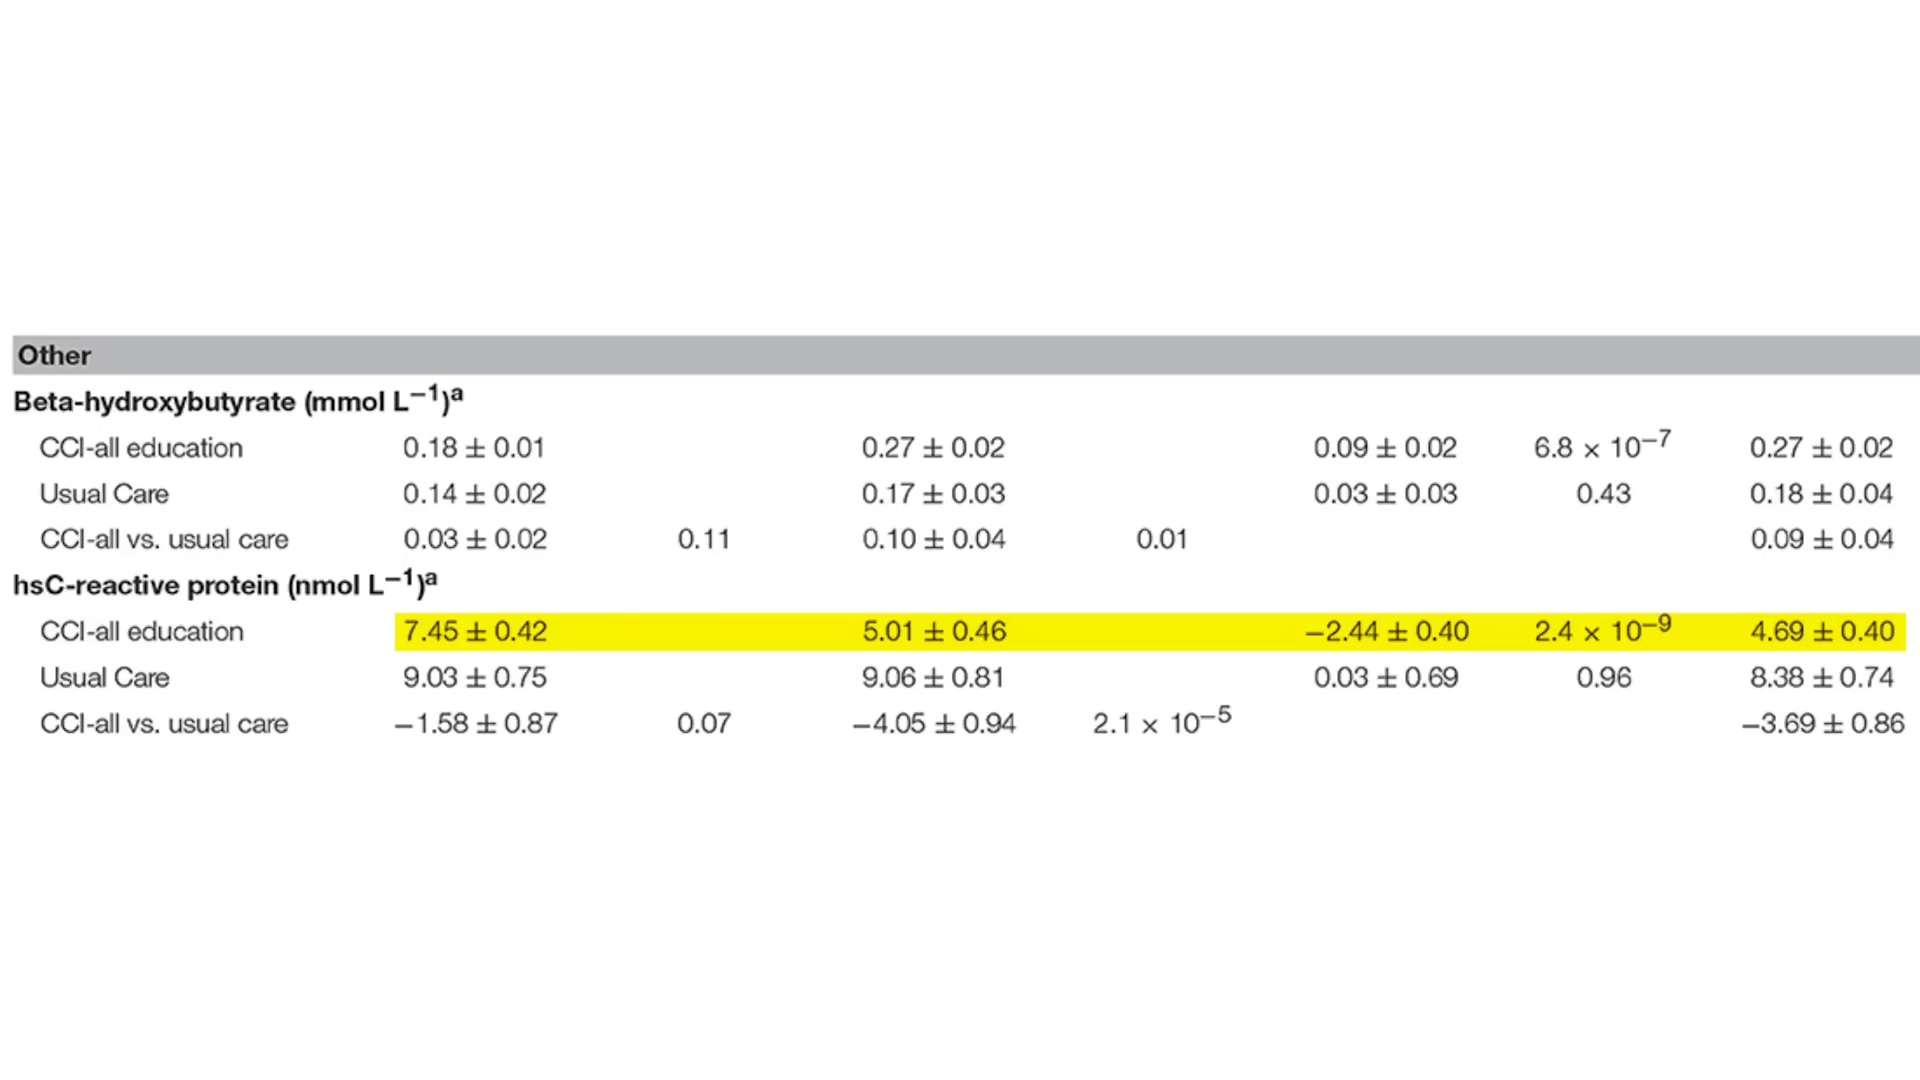 Other
Beta-hydroxybutyrate (mmol L−1)a
CCI-all education 0.18 ± 0.01 0.27 ± 0.02 0.09 ± 0.02 6.8 × 10−7 0.27 ± 0.02
Usual Care 0.14 ± 0.02 0.17 ± 0.03 0.03 ± 0.03 0.43 0.18 ± 0.04
CCI-all vs. usual care 0.03 ± 0.02 0.11 0.10 ± 0.04 0.01 0.09 ± 0.04
hsC-reactive protein (nmol L−1)a
CCI-all education 7.45 ± 0.42 5.01 ± 0.46 −2.44 ± 0.40 2.4 × 10−9 4.69 ± 0.40
Usual Care 9.03 ± 0.75 9.06 ± 0.81 0.03 ± 0.69 0.96 8.38 ± 0.74
CCI-all vs. usual care −1.58 ± 0.87 0.07 −4.05 ± 0.94 2.1 × 10−5 −3.69 ± 0.86